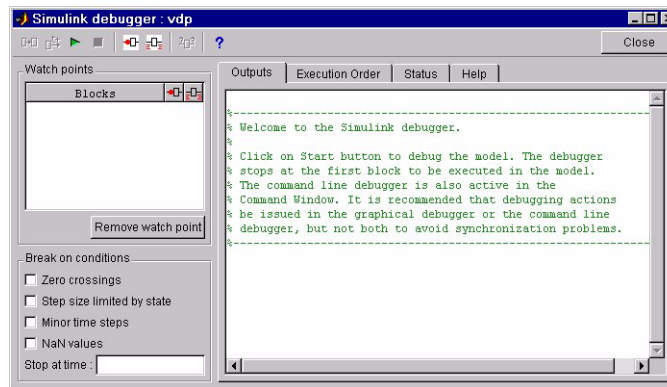 Simulink debugger : vdp
Close
Watch points
Blocks
Remove watch point
Break on conditions
Zero crossings
Step size limited by state
Minor time steps
NaN values
Stop at time :
Outputs
Execution Order
Status
Help
%-----------------------------------------------------------------
% Welcome to the Simulink debugger.
%
% Click on Start button to debug the model. The debugger
% stops at the first block to be executed in the model.
% The command line debugger is also active in the
% Command Window. It is recommended that debugging actions
% be issued in the graphical debugger or the command line
% debugger, but not both to avoid synchronization problems.
%-----------------------------------------------------------------